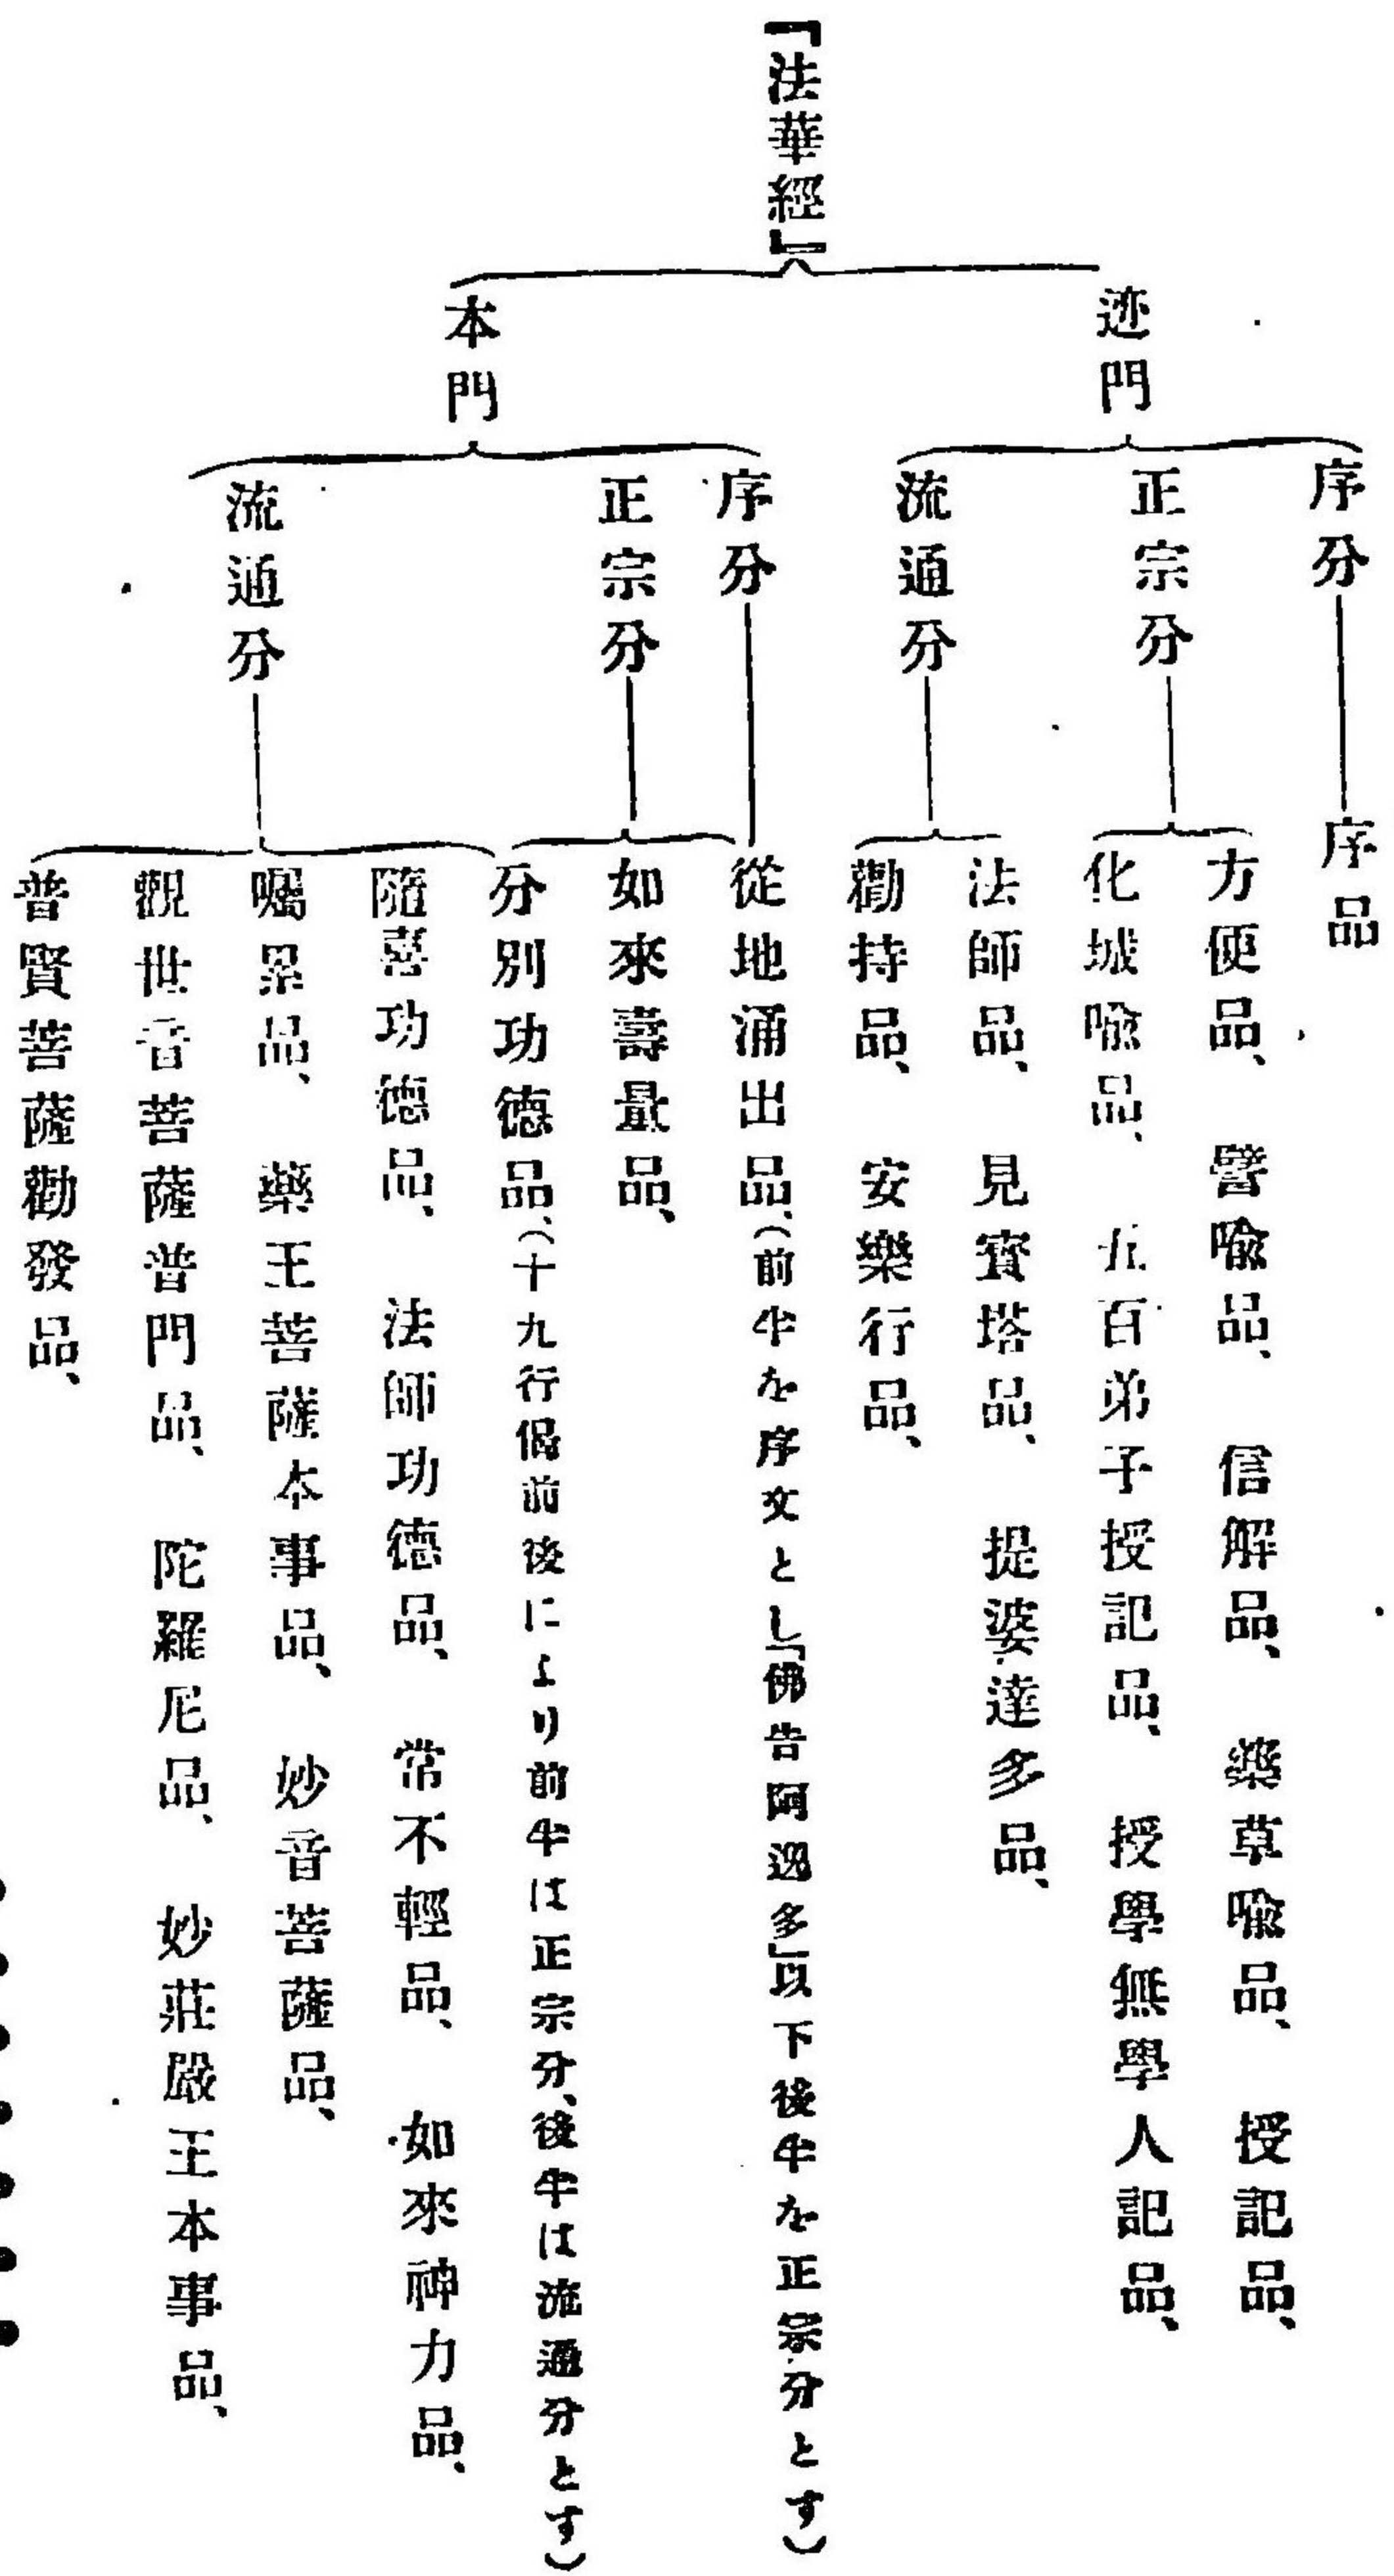 『法華經』
迹門
序分
序品
正宗分
方便品、譬喩品、信解品、藥草喩品、授記品、
化城喩品、五百弟子授記品、授學無學人記品、
流通分
法師品、見寶塔品、提婆達多品、
勸持品、安樂行品、
本門
序分
從地涌出品、(前半を序文とし「佛告阿逸多」以下後半を正宗分とす)
正宗分
如來壽量品、
分別功德品、(十九行偈前後により前半は正宗分、後半は流通分とす)
流通分
隨喜功德品、法師功德品、常不輕品、如來神力品、
囑累品、藥王菩薩本事品、妙音菩薩品、
觀世音菩薩普門品、陀羅尼品、妙莊嚴王本事品、
普賢菩薩勸發品、